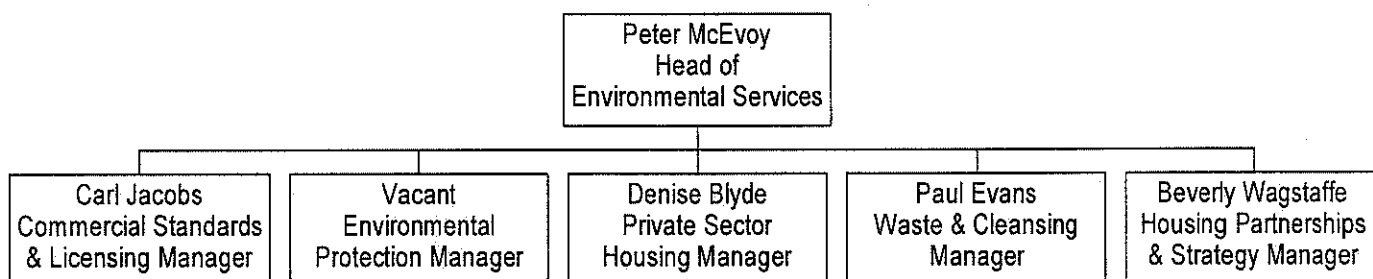 Peter McEvoy
Head of
Environmental Services
Carl Jacobs
Commercial Standards
& Licensing Manager
Vacant
Environmental
Protection Manager
Denise Blyde
Private Sector
Housing Manager
Paul Evans
Waste & Cleansing
Manager
Beverly Wagstaffe
Housing Partnerships
& Strategy Manager